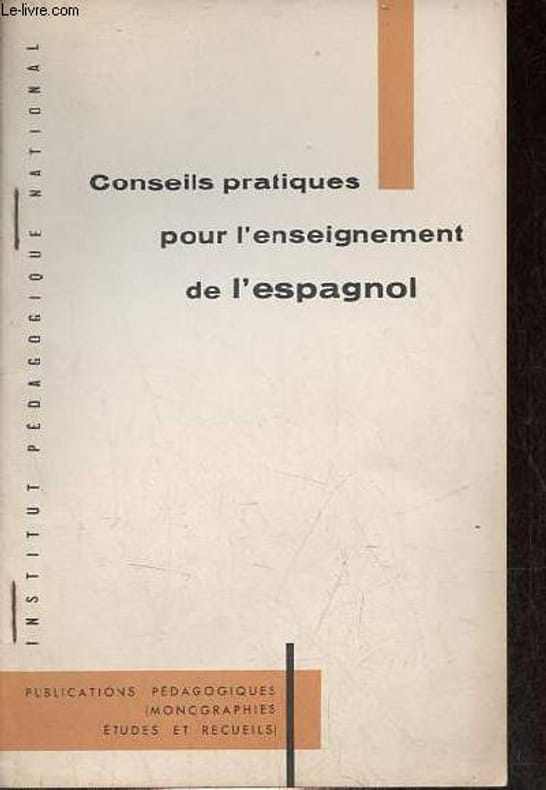 Le-livre.com
INSTITUT PÉDAGOGIQUE NATIONAL
Conseils pratiques
pour l'enseignement
de l'espagnol
PUBLICATIONS PÉDAGOGIQUES
(MONOGRAPHIES
ÉTUDES ET RECUEILS)